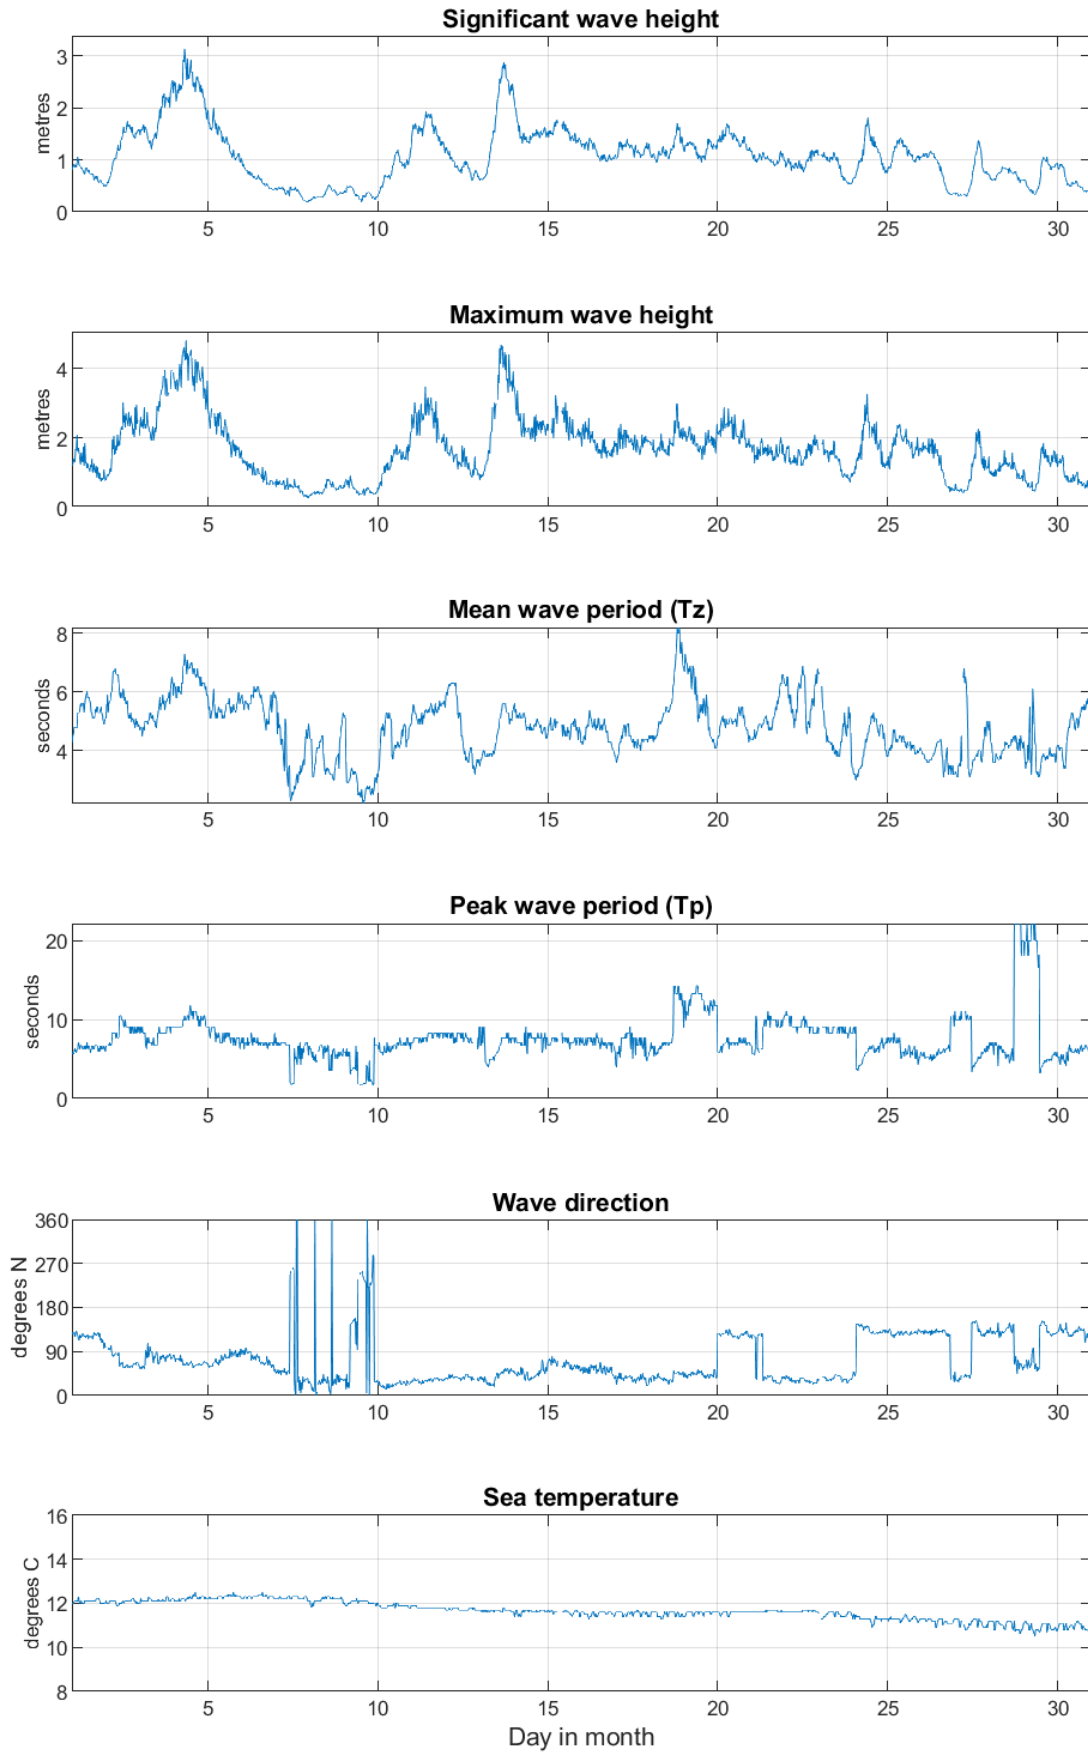 Significant wave height
3
2
1
0
metres
5 10 15 20 25 30
Maximum wave height
4
2
0
metres
5 10 15 20 25 30
Mean wave period (Tz)
8
6
4
seconds
5 10 15 20 25 30
Peak wave period (Tp)
20
10
0
seconds
5 10 15 20 25 30
Wave direction
360
270
180
90
0
degrees N
5 10 15 20 25 30
Sea temperature
16
14
12
10
8
degrees C
5 10 15 20 25 30
Day in month